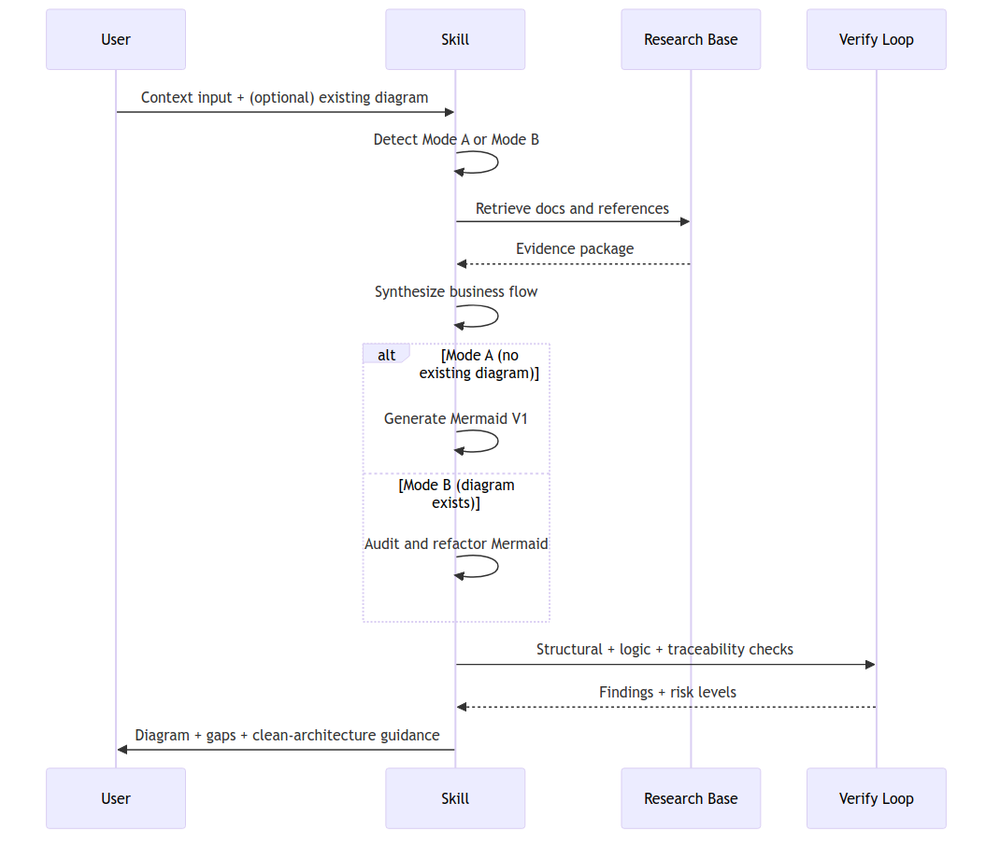 User
Skill
Research Base
Verify Loop
Context input + (optional) existing diagram
Detect Mode A or Mode B
Retrieve docs and references
Evidence package
Synthesize business flow
alt
[Mode A (no
existing diagram)]
Generate Mermaid V1
[Mode B (diagram
exists)]
Audit and refactor Mermaid
Structural + logic + traceability checks
Findings + risk levels
Diagram + gaps + clean-architecture guidance
User
Skill
Research Base
Verify Loop